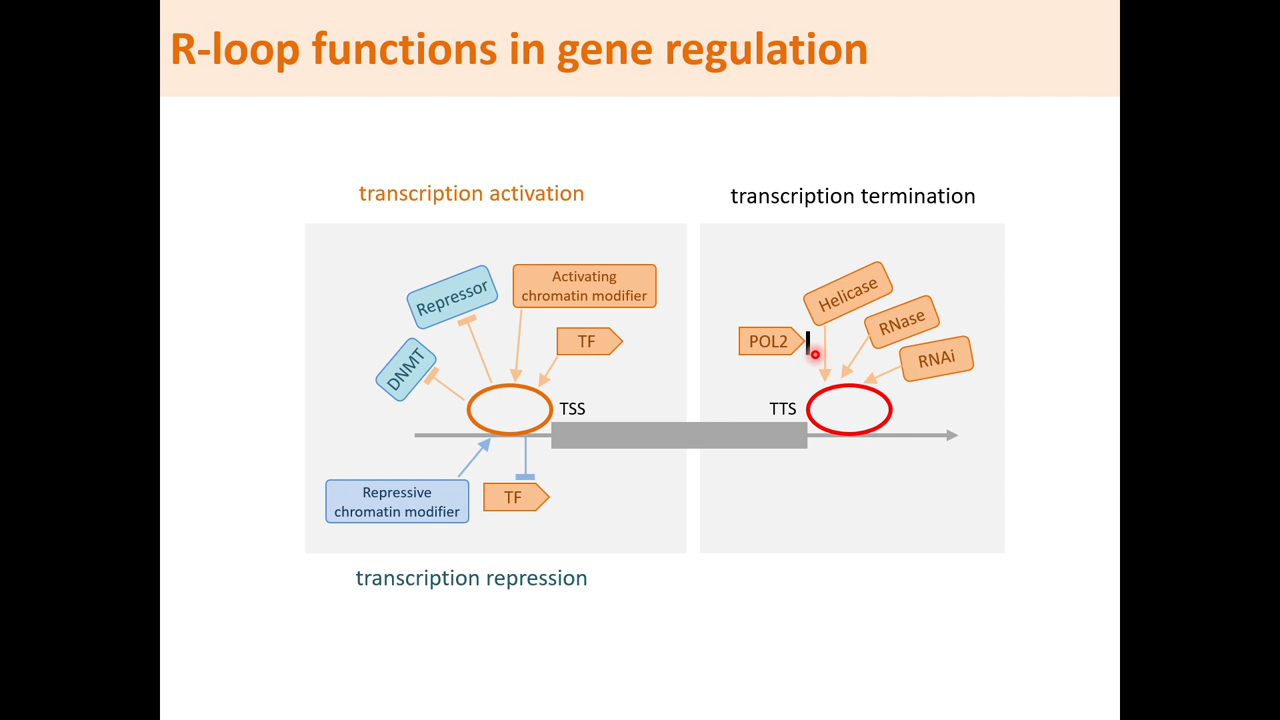 R-loop functions in gene regulation
transcription activation
transcription termination
Repressor
Activating
chromatin modifier
TF
DNMT
TSS
Repressive
chromatin modifier
TF
transcription repression
Helicase
RNase
POL2
RNAi
TTS